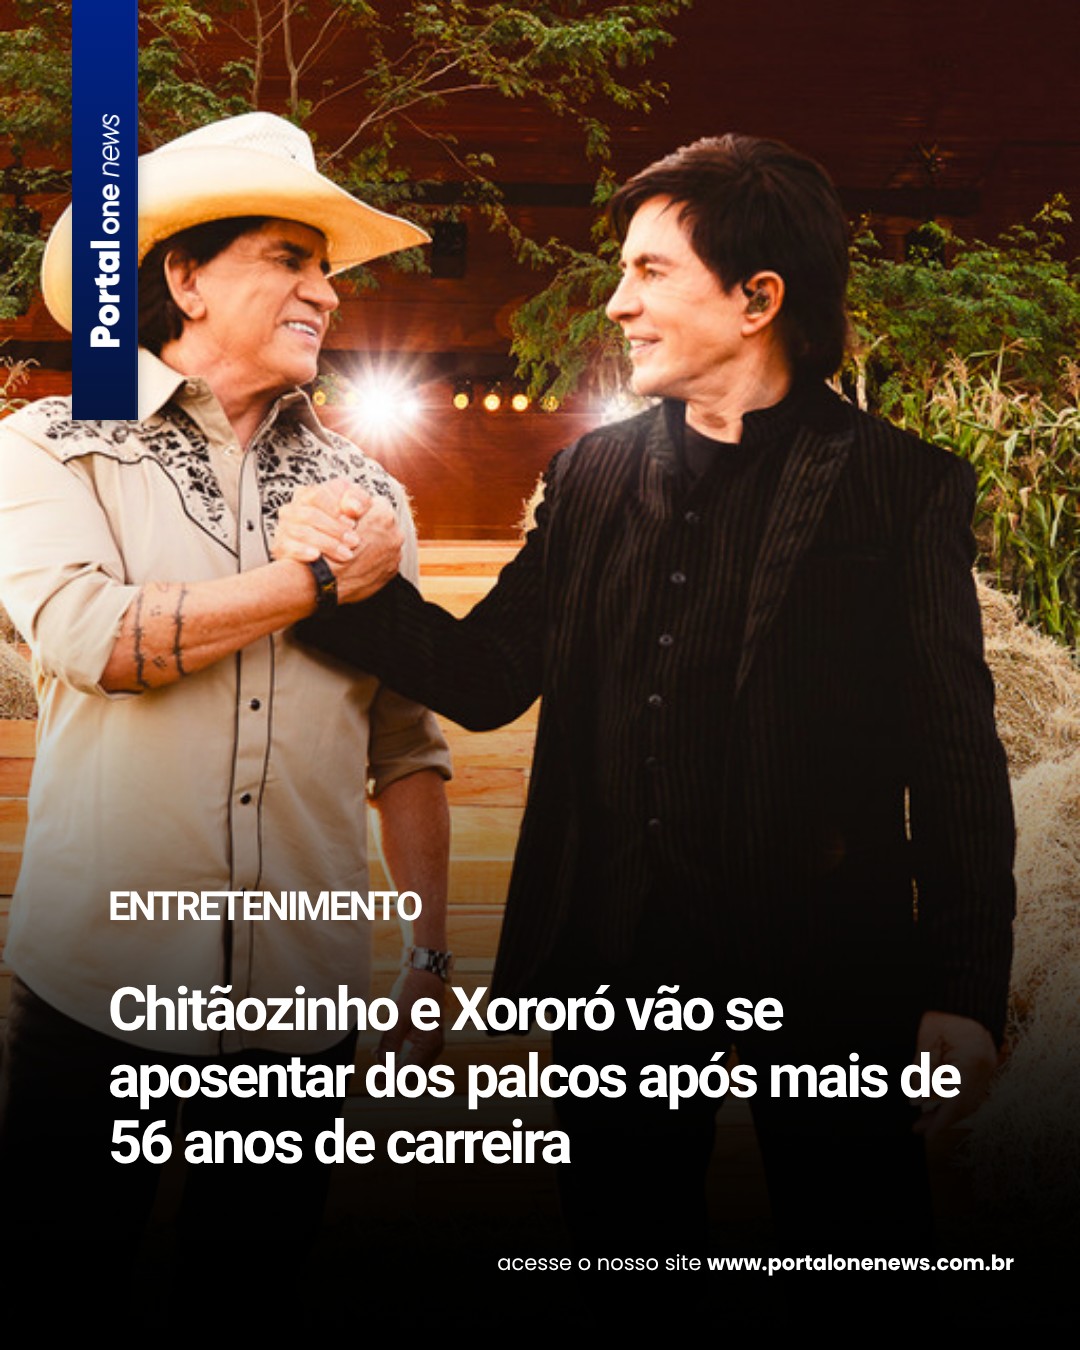 Portal one news
ENTRETENIMENTO
Chitãozinho e Xororó vão se
aposentar dos palcos após mais de
56 anos de carreira
acesse o nosso site www.portalonenews.com.br